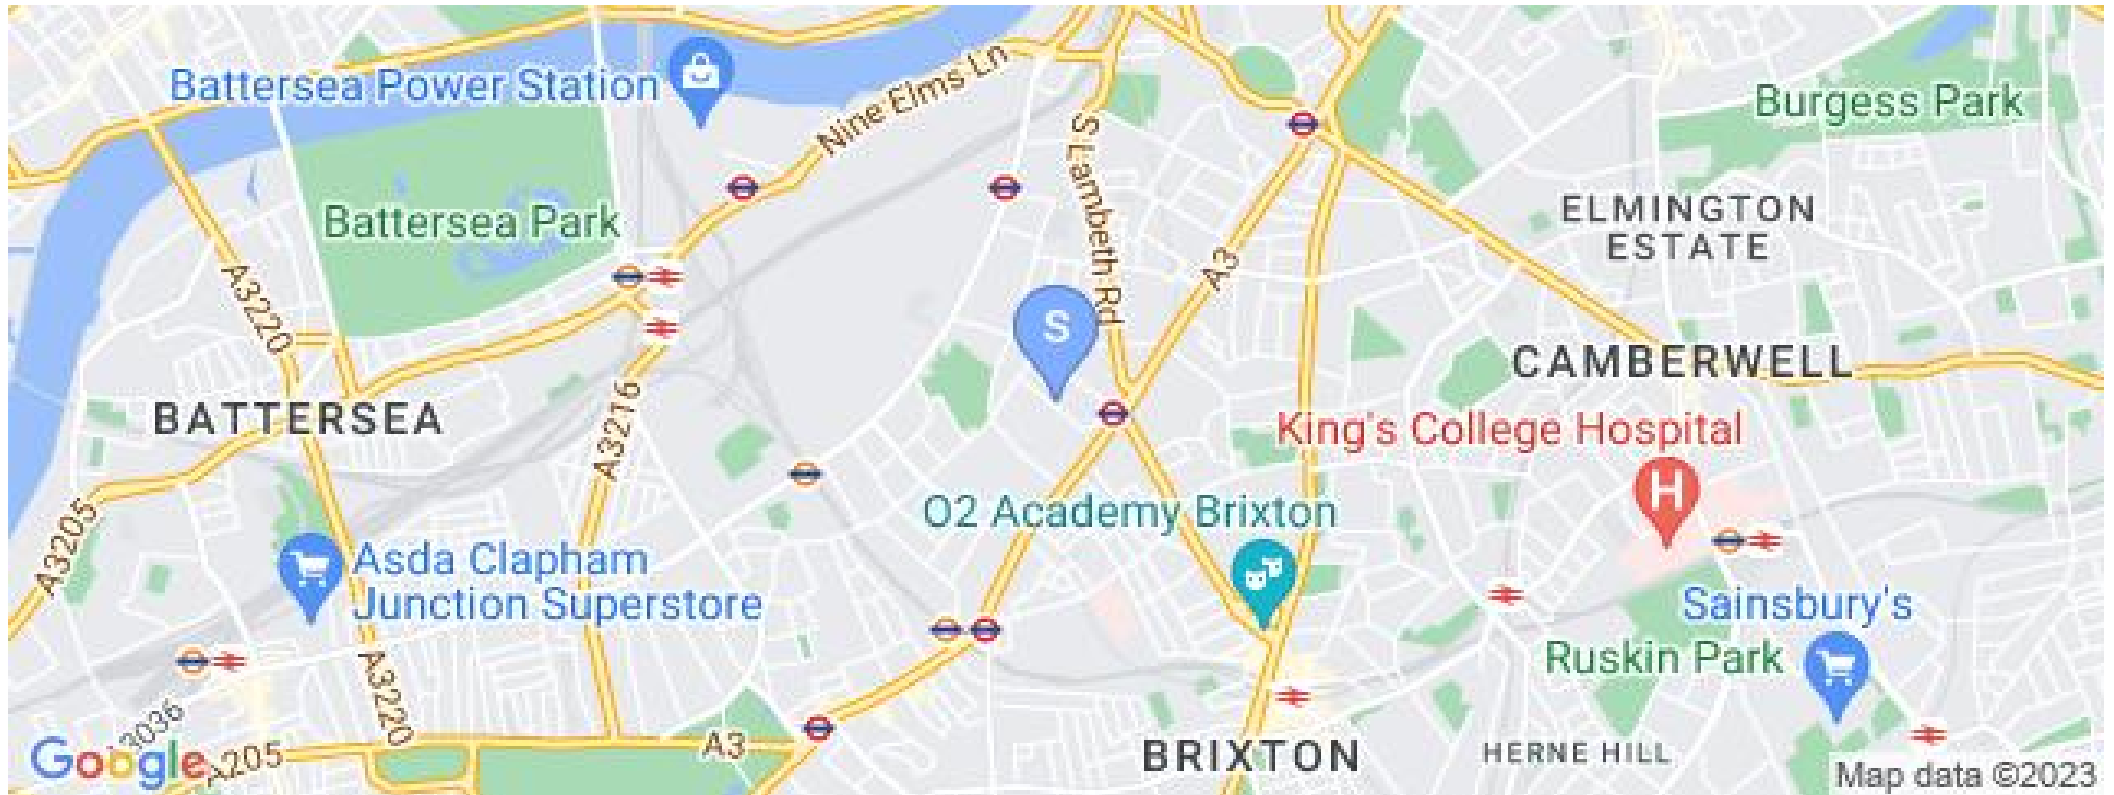 Battersea Power Station
Nine Elms Ln
Burgess Park
S Lambeth Rd
Battersea Park
ELMINGTON
ESTATE
A3220
A3
S
CAMBERWELL
BATTERSEA
A3216
King's College Hospital
H
O2 Academy Brixton
A3205
Asda Clapham
Junction Superstore
Sainsbury's
Ruskin Park
A3220
3036
Google
A205
A3
BRIXTON
HERNE HILL
Map data ©2023